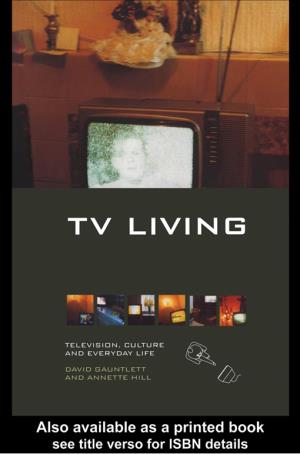 TV LIVING
TELEVISION, CULTURE
AND EVERYDAY LIFE
DAVID GAUNTLETT
AND ANNETTE HILL
Also available as a printed book
see title verso for ISBN details